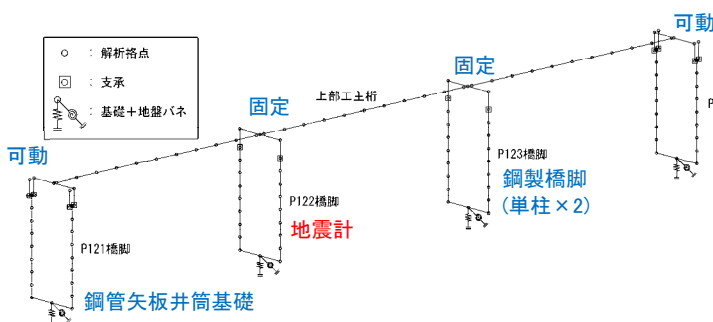 可動
○ : 解析格点
固定
□ : 支承
上部工主桁
固定
: 基礎+地盤バネ
P
可動
P123橋脚
鋼製橋脚
(単柱×2)
P122橋脚
地震計
P121橋脚
鋼管矢板井筒基礎